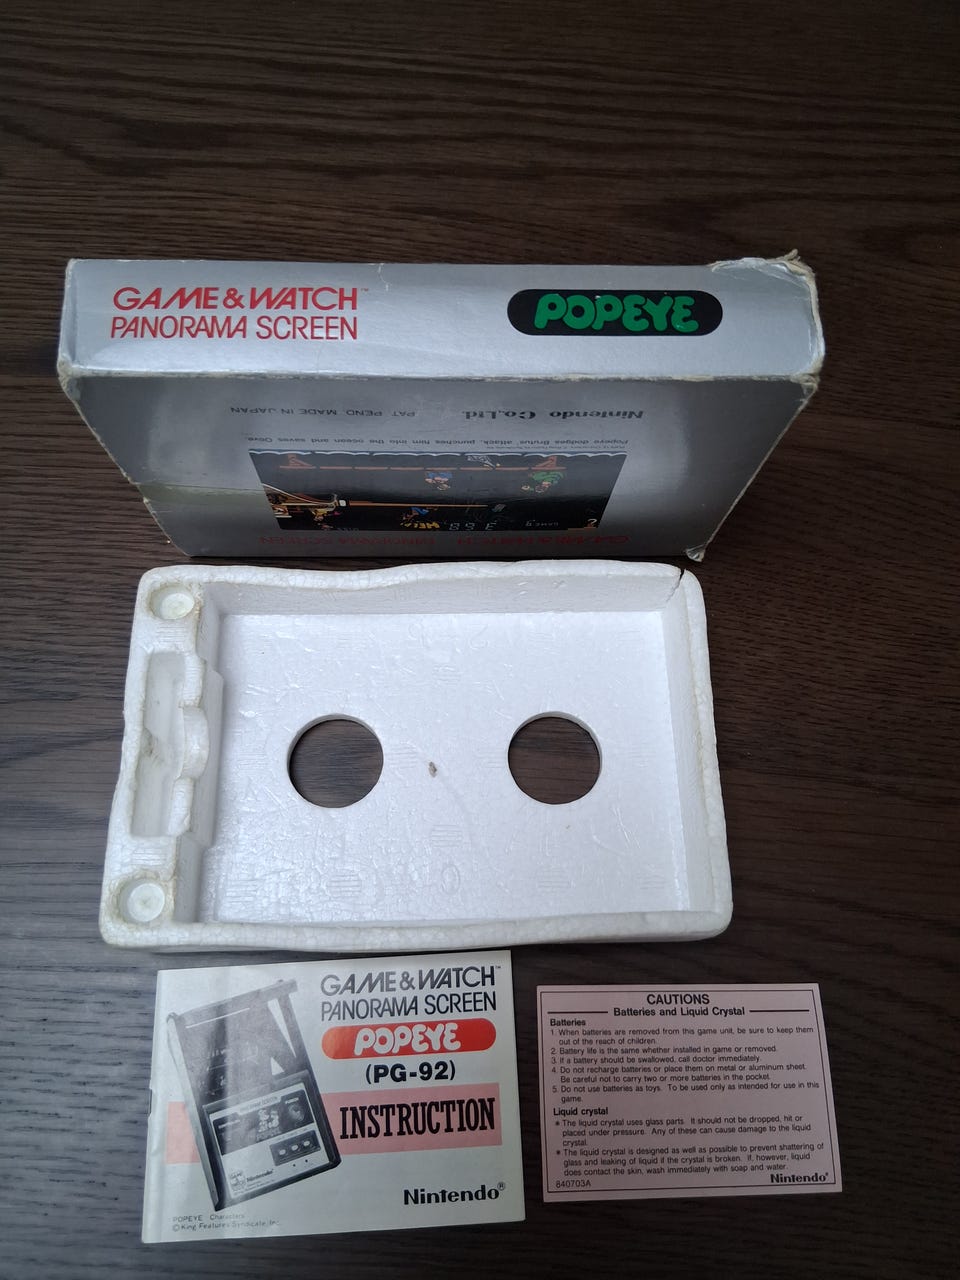 GAME & WATCH™
PANORAMA SCREEN
POPEYE
Nintendo Co., Ltd. PAT. PEND. MADE IN JAPAN
Popeye dodges Brutus' attack, punches him into the ocean and saves Olive.
GAME & WATCH PANORAMA SCREEN
GAME & WATCH™
PANORAMA SCREEN
POPEYE
(PG-92)
INSTRUCTION
Nintendo®
POPEYE Characters
© King Features Syndicate, Inc.
CAUTIONS
Batteries and Liquid Crystal
Batteries
1. When batteries are removed from this game unit, be sure to keep them
out of the reach of children.
2. Battery life is the same whether installed in game or removed.
3. If a battery should be swallowed, call doctor immediately.
4. Do not recharge batteries or place them on metal or aluminum sheet.
Be careful not to carry two or more batteries in the pocket.
5. Do not use batteries as toys. To be used only as intended for use in this
game.
Liquid crystal
* The liquid crystal uses glass parts. It should not be dropped, hit or
placed under pressure. Any of these can cause damage to the liquid
crystal.
* The liquid crystal is designed as well as possible to prevent shattering of
glass and leaking of liquid if the crystal is broken. If, however, liquid
does contact the skin, wash immediately with soap and water.
840703A
Nintendo®